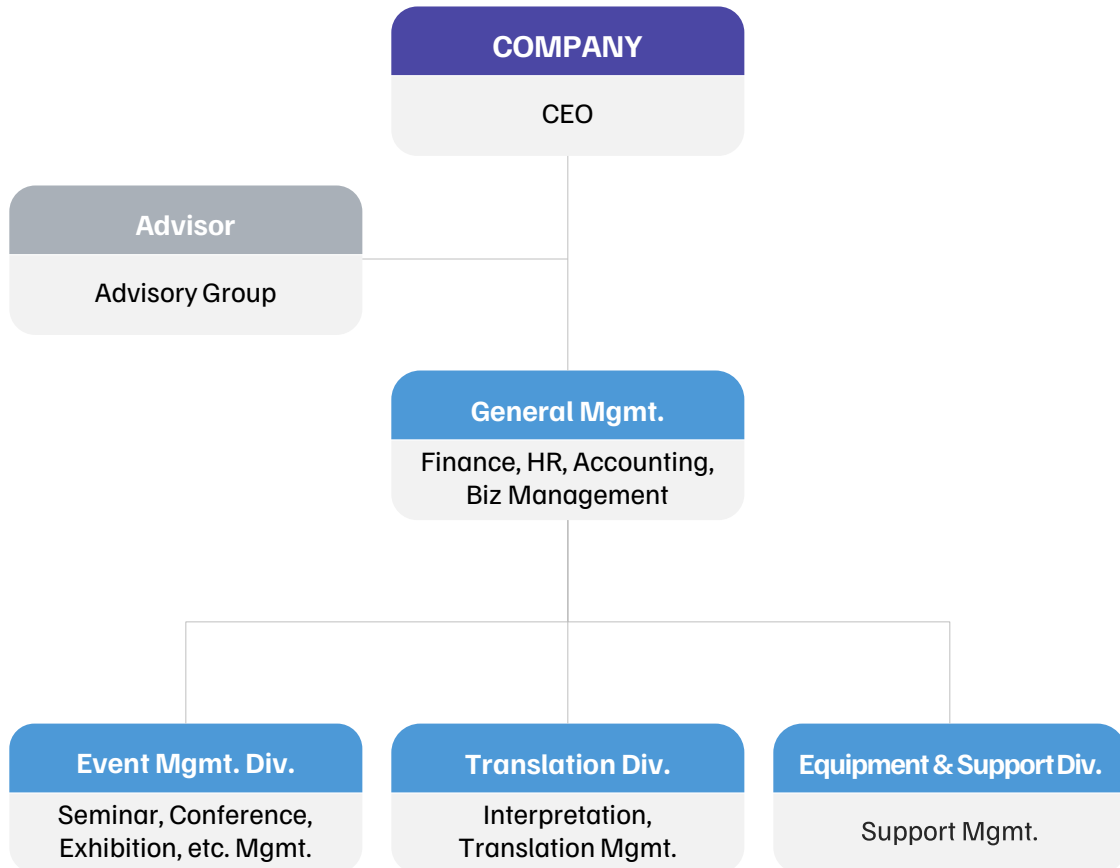 COMPANY
CEO
Advisor
Advisory Group
General Mgmt.
Finance, HR, Accounting,
Biz Management
Event Mgmt. Div.
Seminar, Conference,
Exhibition, etc. Mgmt.
Translation Div.
Interpretation,
Translation Mgmt.
Equipment & Support Div.
Support Mgmt.